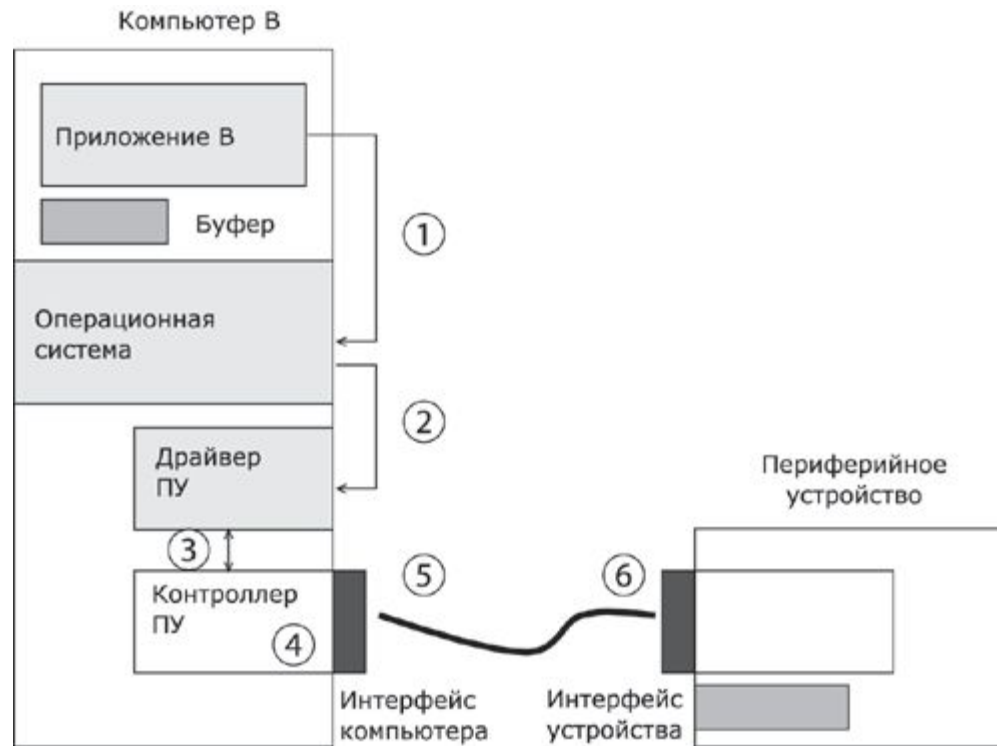 Компьютер В
Приложение В
Буфер
1
Операционная
система
2
Драйвер
ПУ
Периферийное
устройство
3
5
6
Контроллер
ПУ
4
Интерфейс
компьютера
Интерфейс
устройства